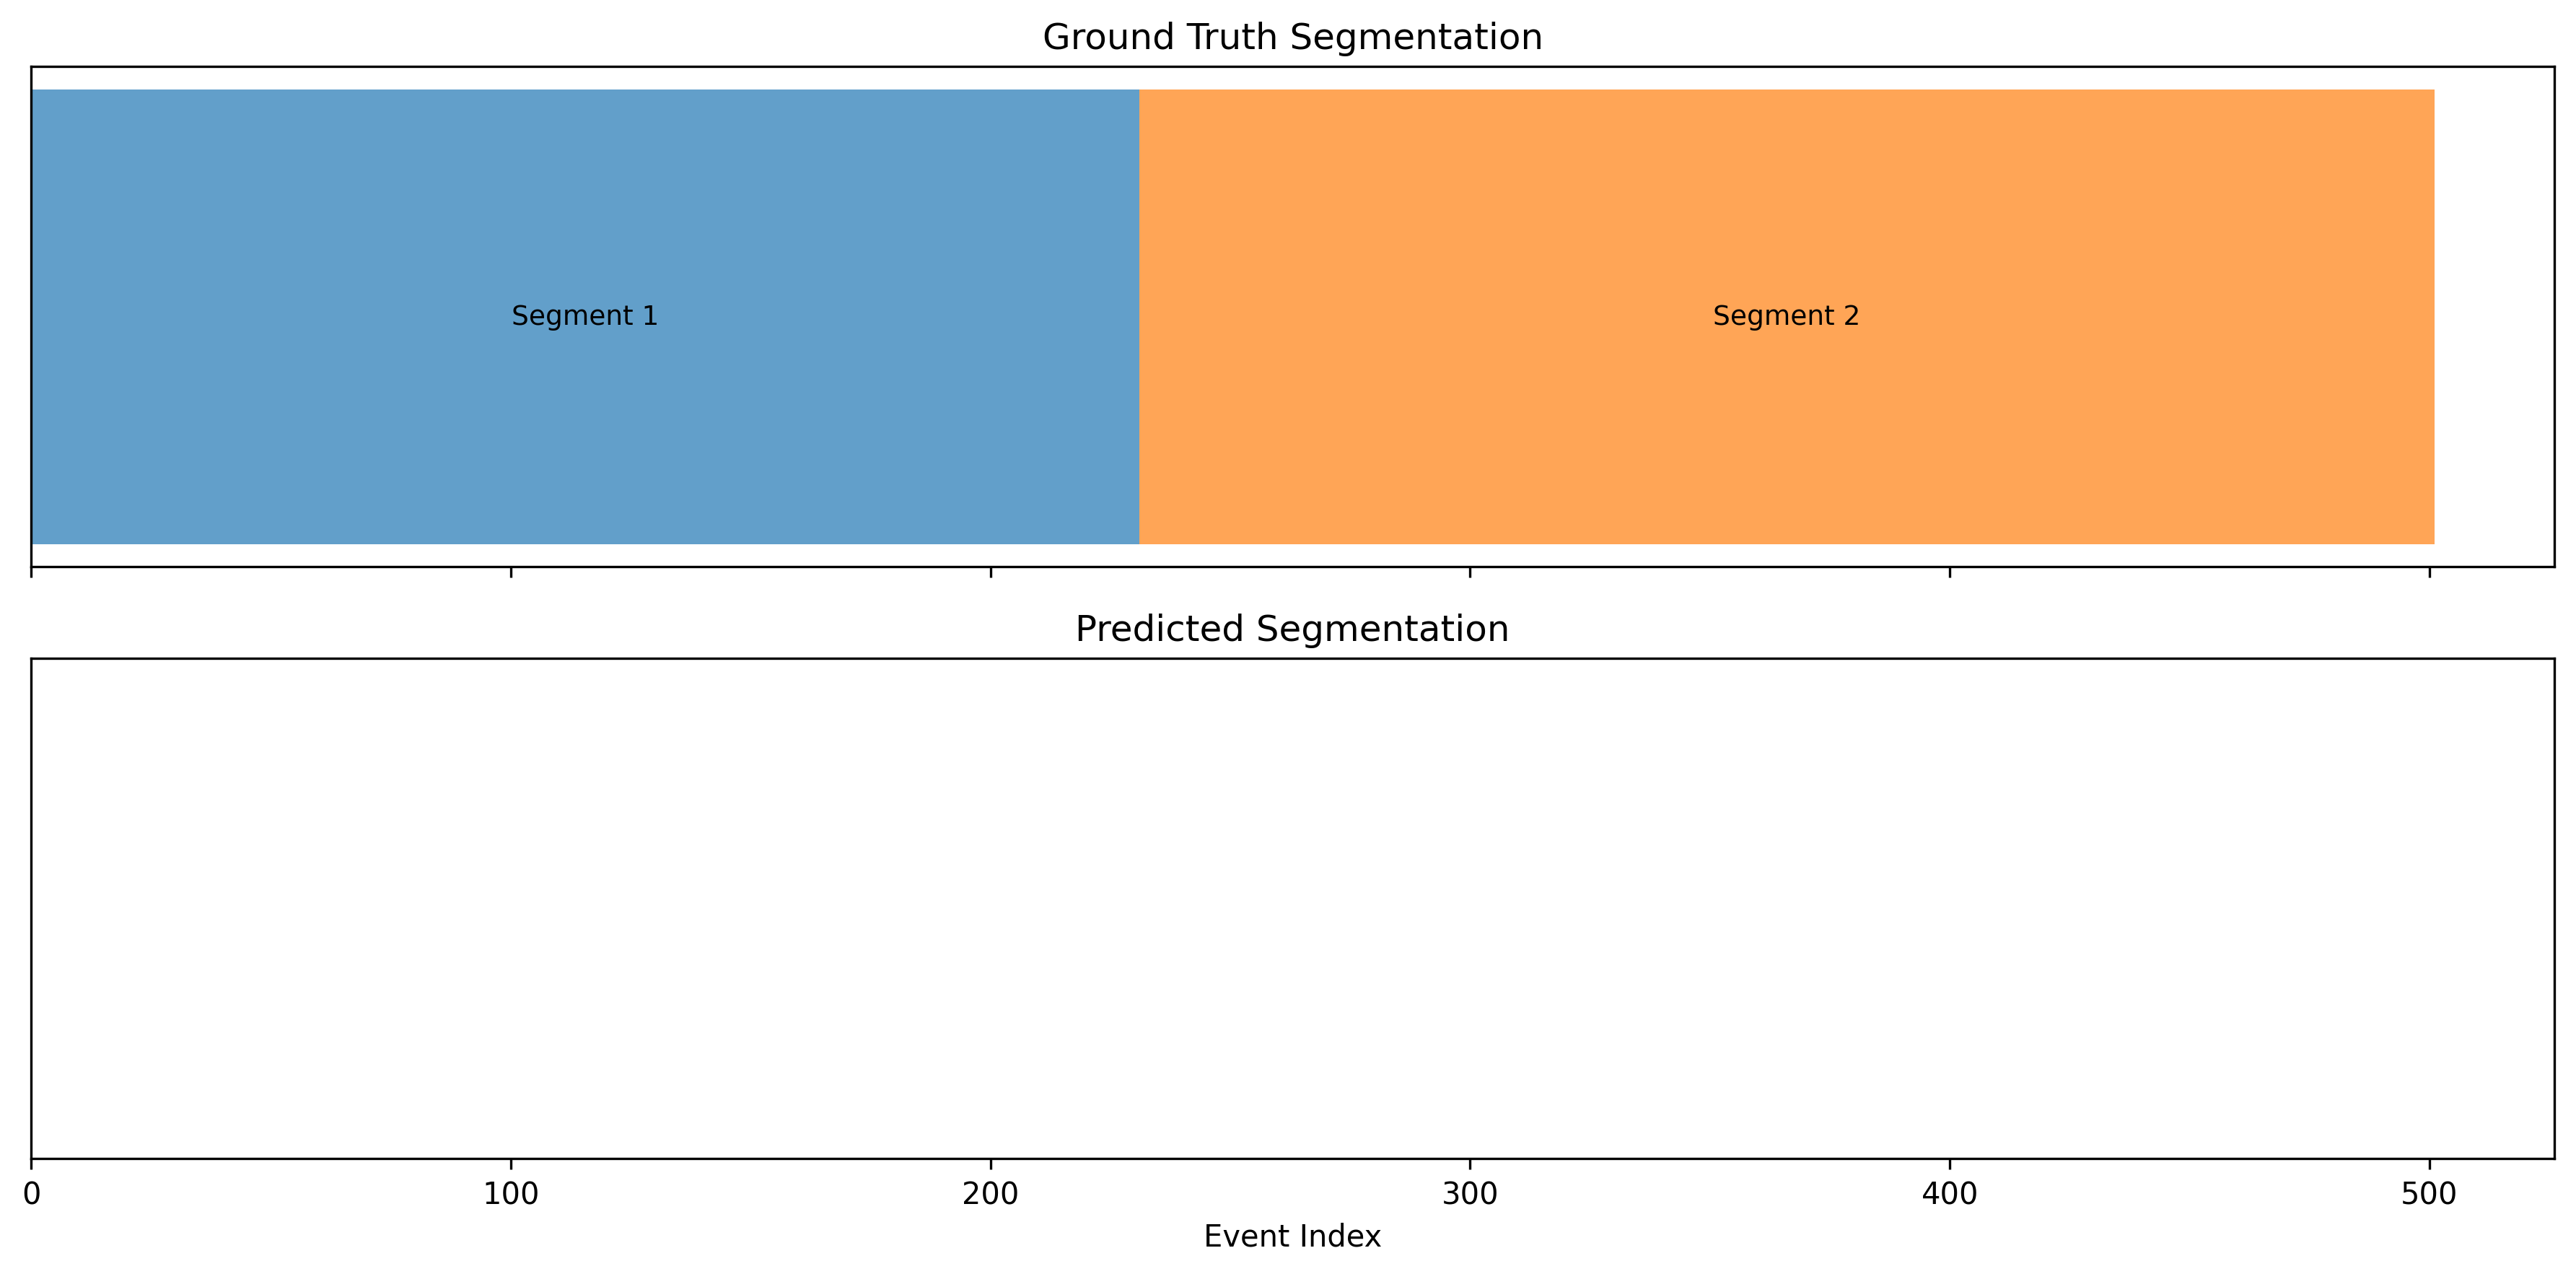 Ground Truth Segmentation
Segment 1
Segment 2
Predicted Segmentation
0 100 200 300 400 500
Event Index